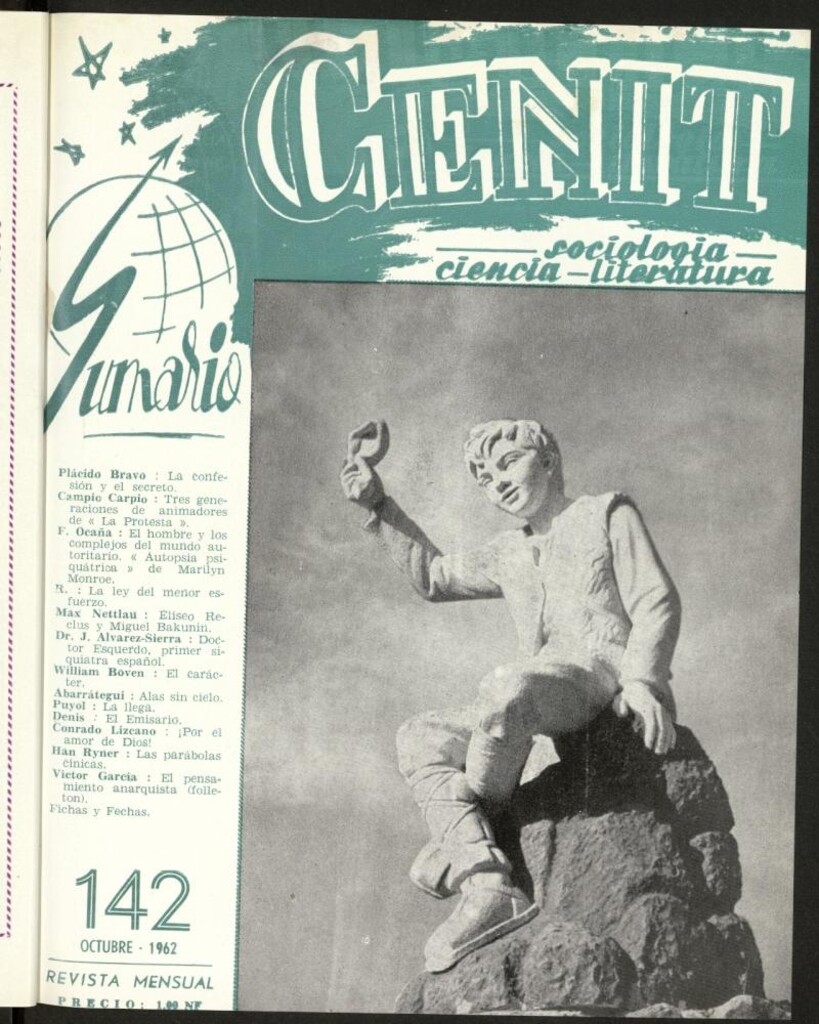 CENIT
sociologia
ciencia - literatura
Sumario
Plácido Bravo : La confe-
sión y el secreto.
Campio Carpio : Tres gene-
raciones de animadores
de « La Protesta ».
F. Ocaña : El hombre y los
complejos del mundo au-
toritario. « Autopsia psi-
quiátrica » de Marilyn
Monroe.
R. : La ley del menor es-
fuerzo.
Max Nettlau : Eliseo Re-
clus y Miguel Bakunin.
Dr. J. Alvarez-Sierra : Doc-
tor Esquerdo, primer si-
quiatra español.
William Boven : El carác-
ter.
Abarrátegui : Alas sin cielo.
Puyol : La llega.
Denis : El Emisario.
Conrado Lizcano : ¡Por el
amor de Dios!
Han Ryner : Las parábolas
cínicas.
Víctor García : El pensa-
miento anarquista (folle-
ton).
Fichas y Fechas.
142
OCTUBRE - 1962
REVISTA MENSUAL
PRECIO: 1,00 NF